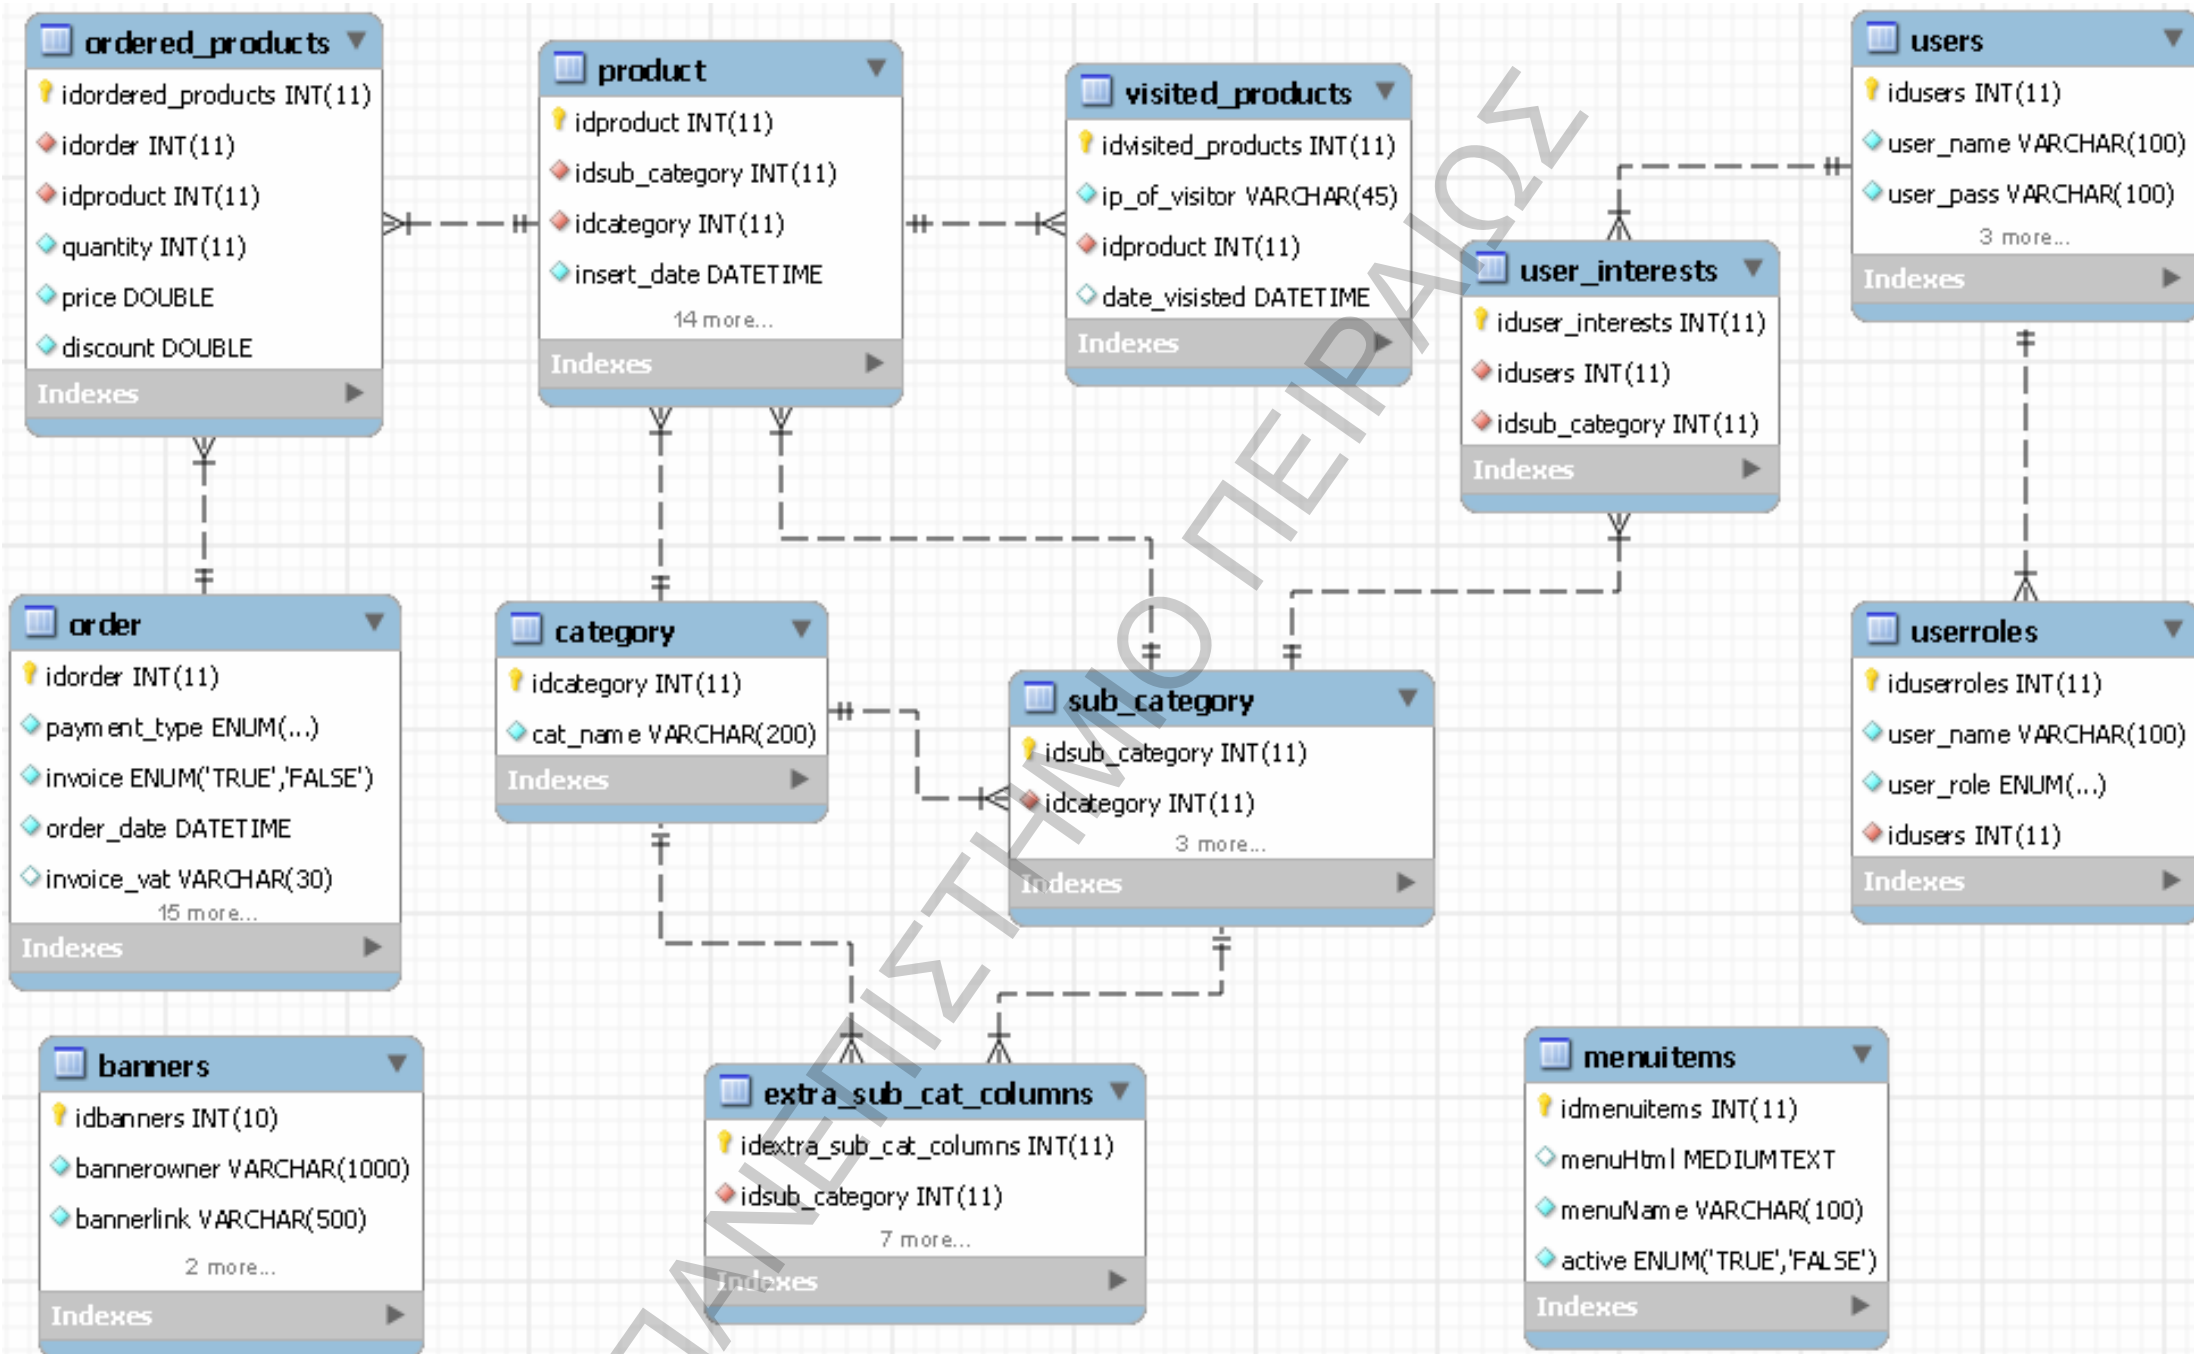 ordered_products
idordered_products INT(11)
idorder INT(11)
idproduct INT(11)
quantity INT(11)
price DOUBLE
discount DOUBLE
Indexes
product
idproduct INT(11)
idsub_category INT(11)
idcategory INT(11)
insert_date DATETIME
14 more...
Indexes
visited_products
idvisited_products INT(11)
ip_of_visitor VARCHAR(45)
idproduct INT(11)
date_visisted DATETIME
Indexes
users
idusers INT(11)
user_name VARCHAR(100)
user_pass VARCHAR(100)
3 more...
Indexes
user_interests
iduser_interests INT(11)
idusers INT(11)
idsub_category INT(11)
Indexes
order
idorder INT(11)
payment_type ENUM(...)
invoice ENUM('TRUE','FALSE')
order_date DATETIME
invoice_vat VARCHAR(30)
15 more...
Indexes
category
idcategory INT(11)
cat_name VARCHAR(200)
Indexes
sub_category
idsub_category INT(11)
idcategory INT(11)
3 more...
Indexes
userroles
iduserroles INT(11)
user_name VARCHAR(100)
user_role ENUM(...)
idusers INT(11)
Indexes
banners
idbanners INT(10)
bannerowner VARCHAR(1000)
bannerlink VARCHAR(500)
2 more...
Indexes
extra_sub_cat_columns
idextra_sub_cat_columns INT(11)
idsub_category INT(11)
7 more...
Indexes
menuitems
idmenuitems INT(11)
menuHtml MEDIUMTEXT
menuName VARCHAR(100)
active ENUM('TRUE','FALSE')
Indexes
ΠΑΝΕΠΙΣΤΗΜΙΟ ΠΕΙΡΑΙΩΣ